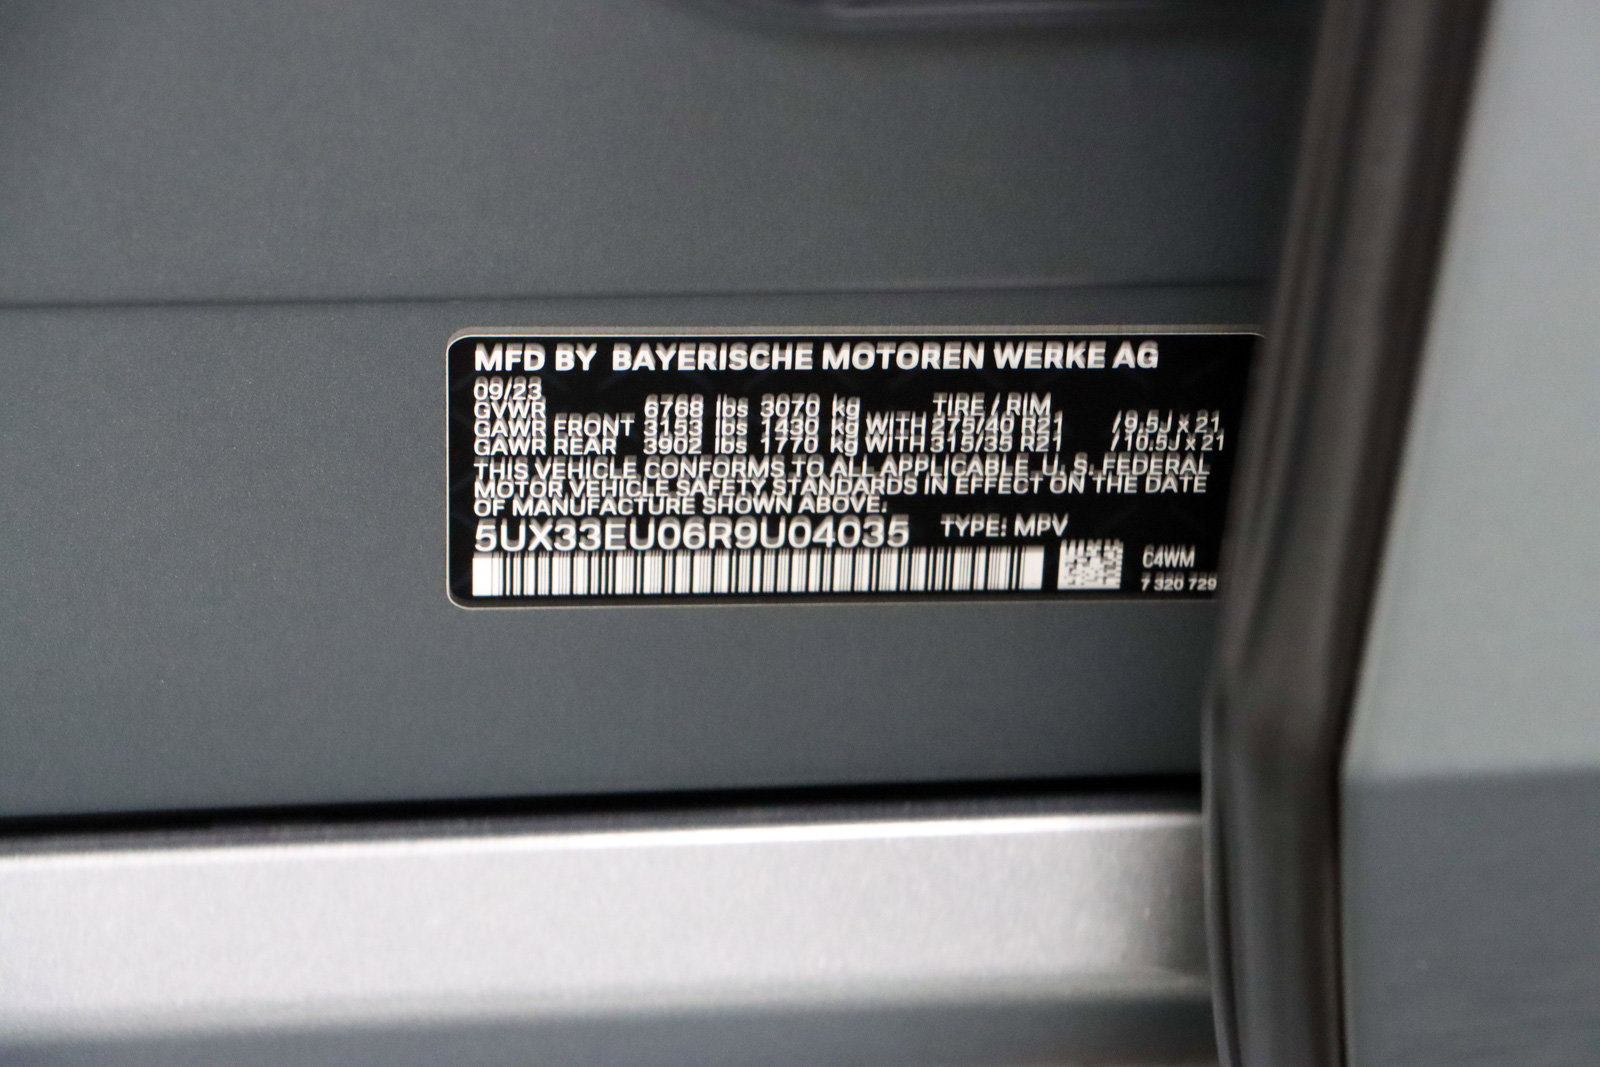 MFD BY BAYERISCHE MOTOREN WERKE AG
09/23
GVWR 6768 lbs 3070 kg TIRE / RIM
GAWR FRONT 3153 lbs 1430 kg WITH 275/40 R21 / 9.5J x 21
GAWR REAR 3902 lbs 1770 kg WITH 315/35 R21 / 10.5J x 21
THIS VEHICLE CONFORMS TO ALL APPLICABLE U. S. FEDERAL
MOTOR VEHICLE SAFETY STANDARDS IN EFFECT ON THE DATE
OF MANUFACTURE SHOWN ABOVE.
5UX33EU06R9U04035 TYPE: MPV
C4WM
7 320 729